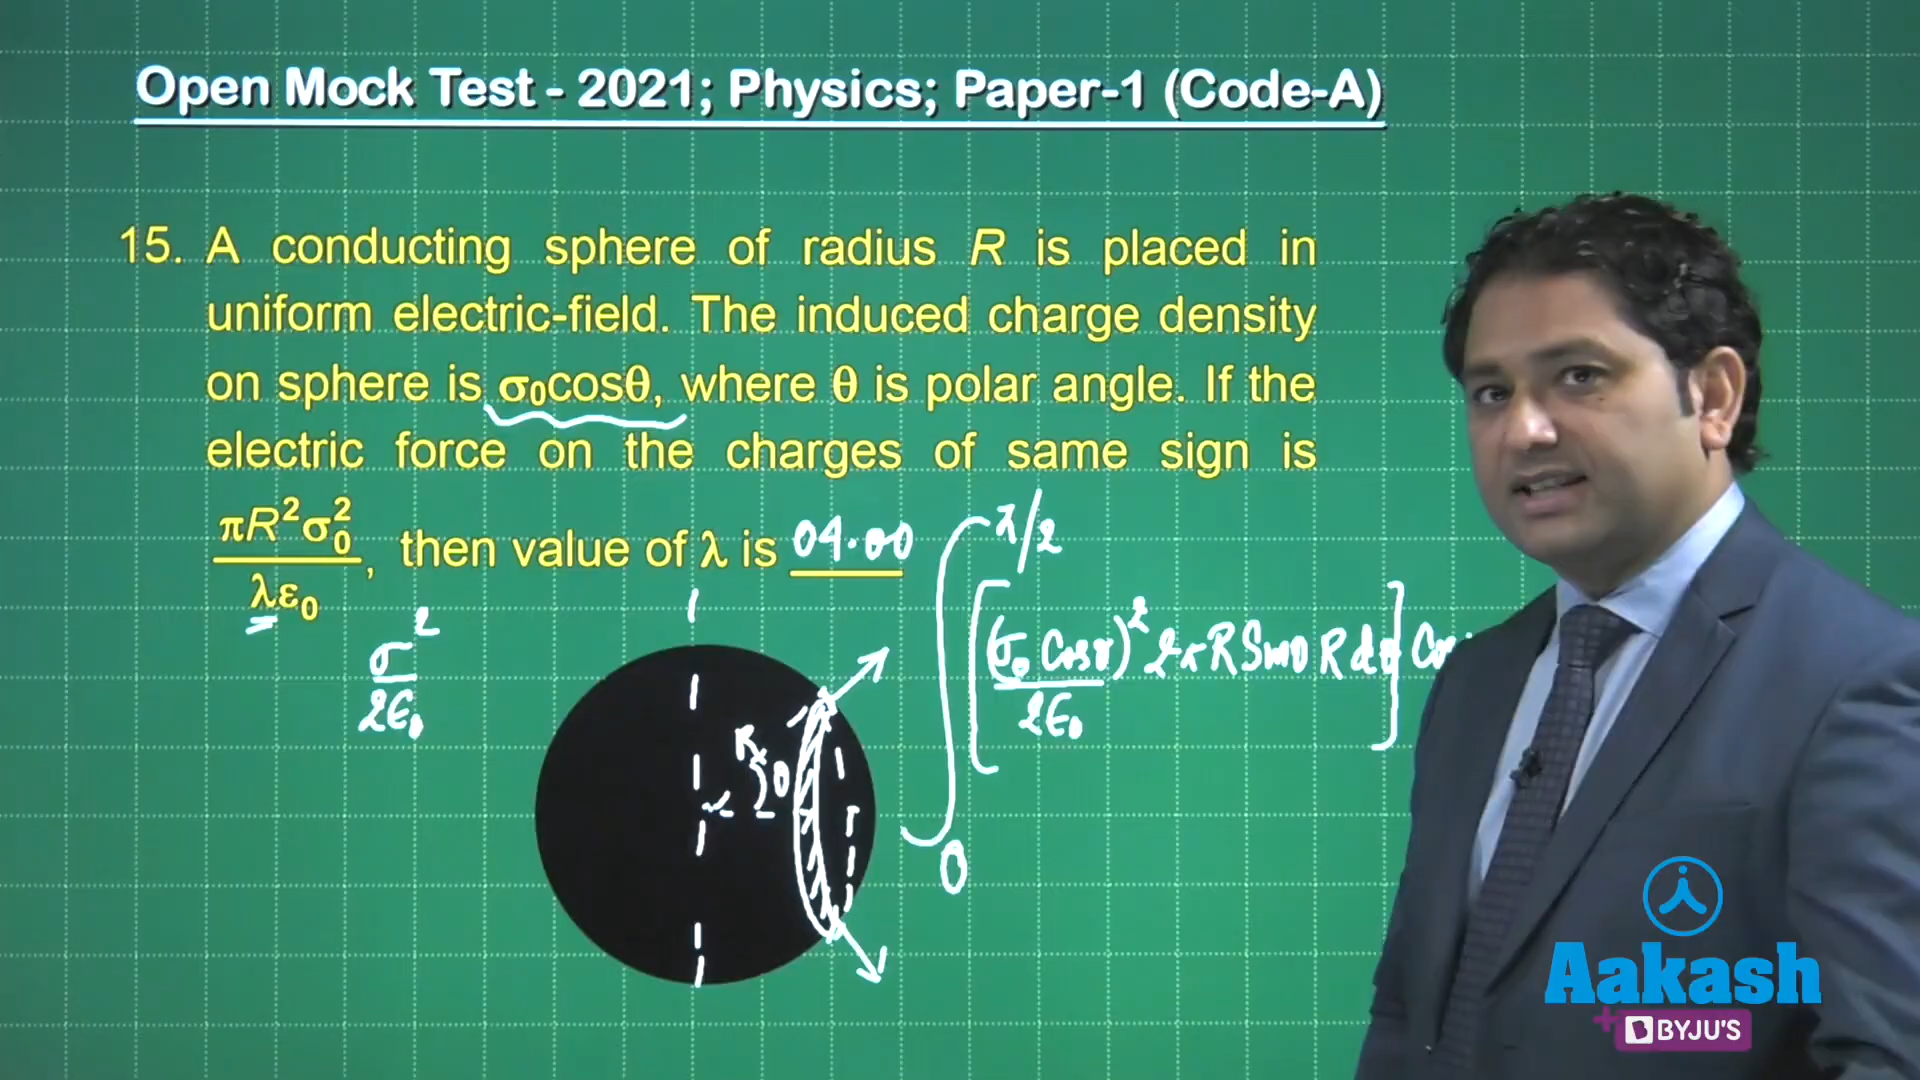 Open Mock Test - 2021; Physics; Paper-1 (Code-A)
15. A conducting sphere of radius R is placed in
uniform electric-field. The induced charge density
on sphere is σ₀cosθ, where θ is polar angle. If the
electric force on the charges of same sign is
πR²σ₀²/λε₀, then value of λ is 04.00
σ²/2ε₀
R
θ
∫₀^π/2 [(σ₀ Cosθ)²/2ε₀ 2πR Sinθ R dθ]
Aakash
+ BYJU'S